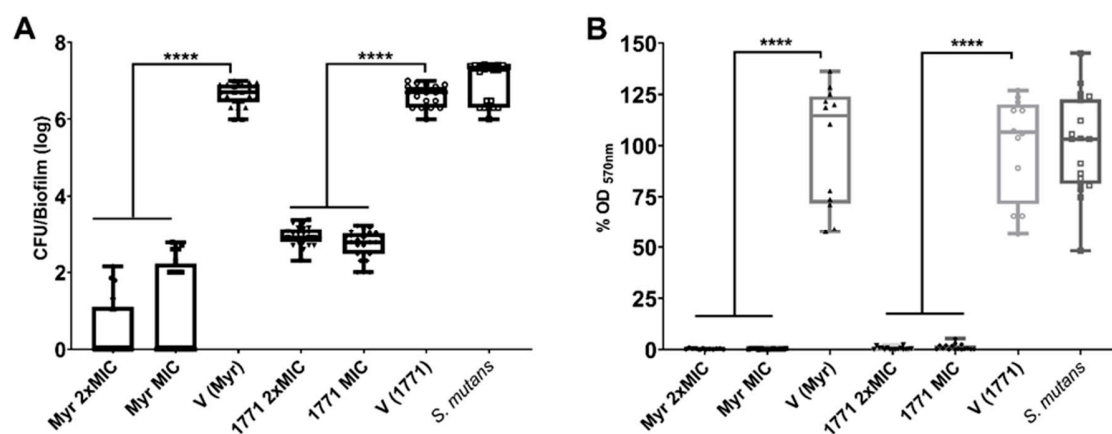 A
B
CFU/Biofilm (log)
8
6
4
2
0
****
****
Myr 2xMIC
Myr MIC
V (Myr)
1771 2xMIC
1771 MIC
V (1771)
S. mutans
% OD 570nm
150
125
100
75
50
25
0
****
****
Myr 2xMIC
Myr MIC
V (Myr)
1771 2xMIC
1771 MIC
V (1771)
S. mutans